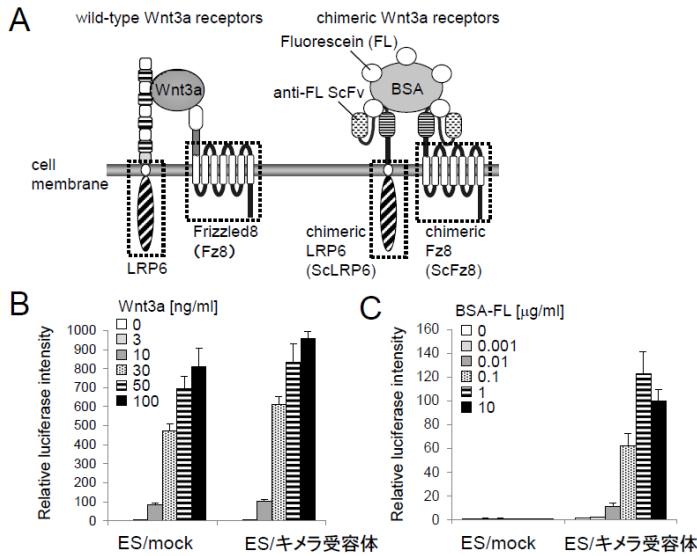 A
wild-type Wnt3a receptors
chimeric Wnt3a receptors
Fluorescein (FL)
Wnt3a
anti-FL ScFv
BSA
cell
membrane
LRP6
Frizzled8
(Fz8)
chimeric
LRP6
(ScLRP6)
chimeric
Fz8
(ScFz8)
B
Wnt3a [ng/ml]
0
3
10
30
50
100
Relative luciferase intensity
1000
900
800
700
600
500
400
300
200
100
0
ES/mock
ES/キメラ受容体
C
BSA-FL [μg/ml]
0
0.001
0.01
0.1
1
10
Relative luciferase intensity
160
140
120
100
80
60
40
20
0
ES/mock
ES/キメラ受容体